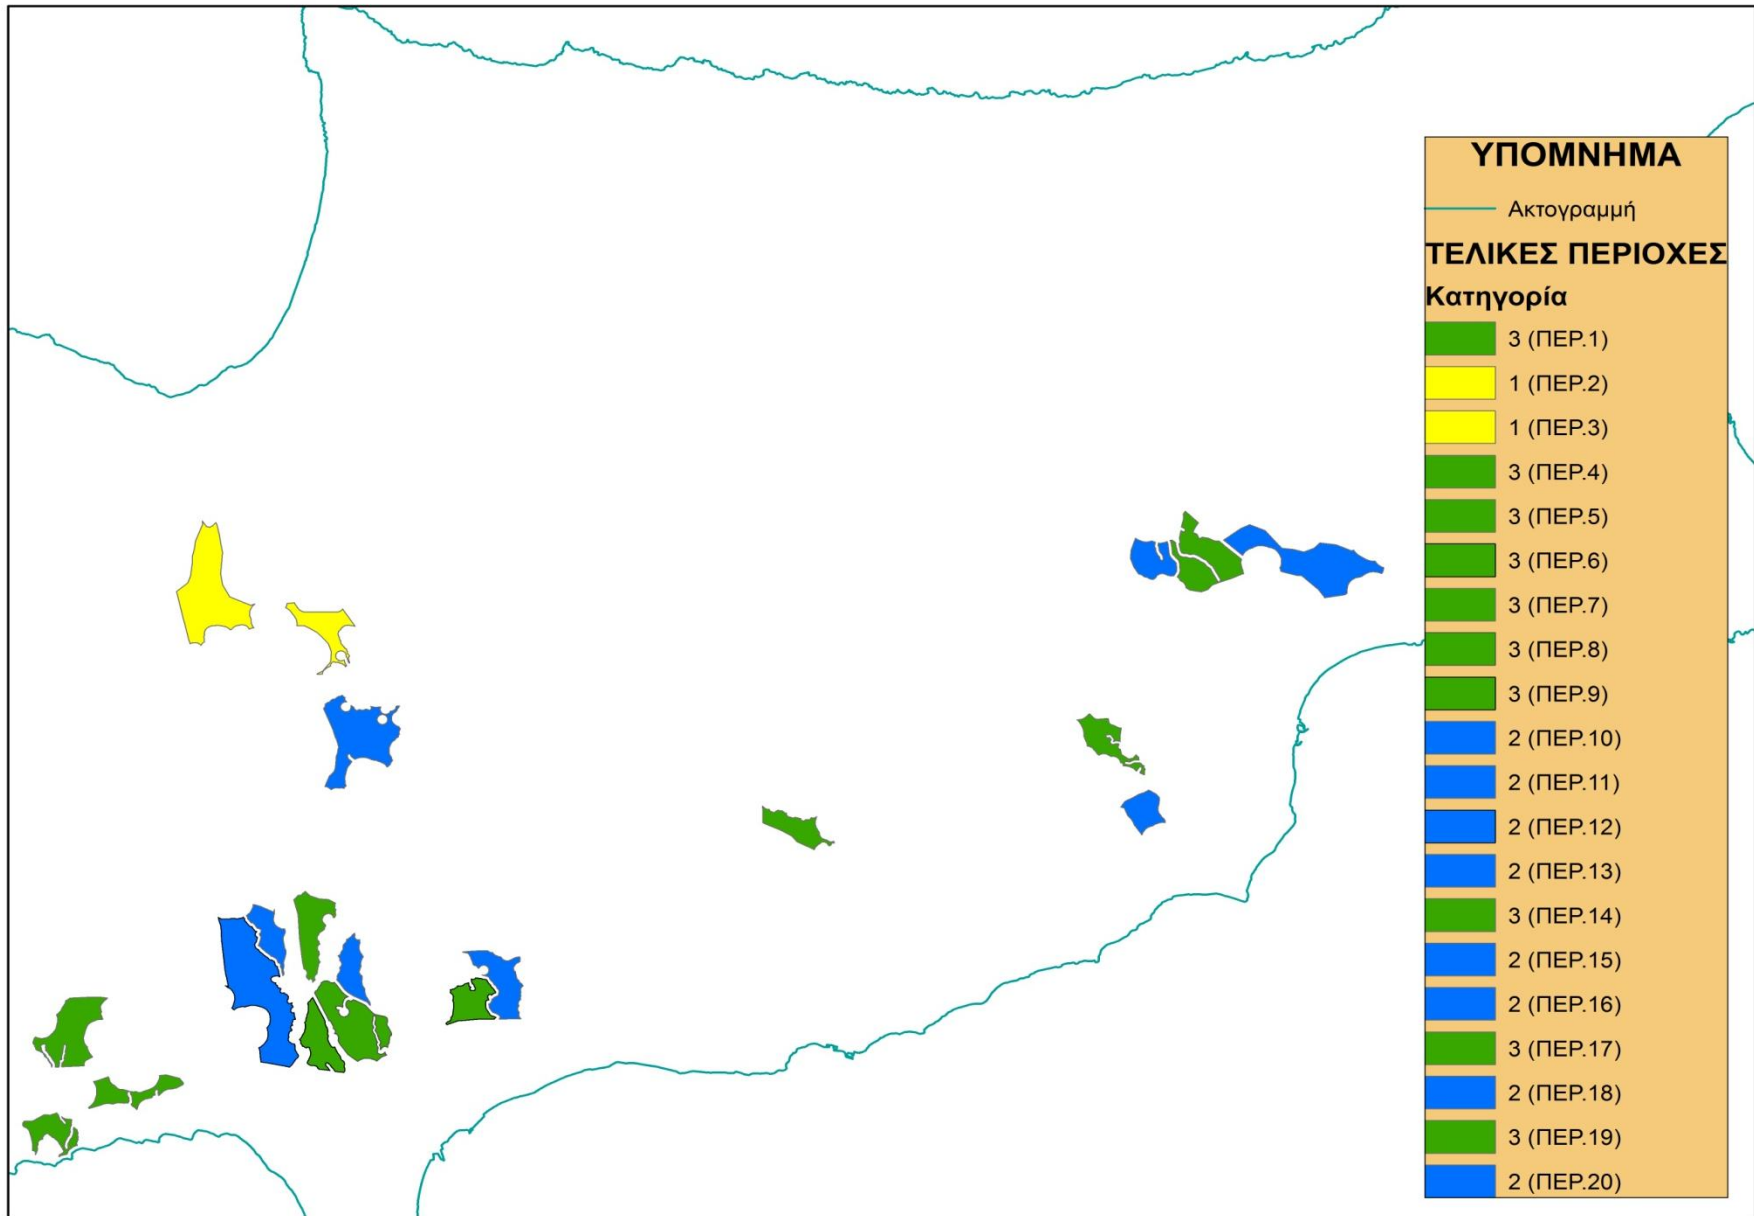 ΥΠΟΜΝΗΜΑ
Ακτογραμμή
ΤΕΛΙΚΕΣ ΠΕΡΙΟΧΕΣ
Κατηγορία
3 (ΠΕΡ.1)
1 (ΠΕΡ.2)
1 (ΠΕΡ.3)
3 (ΠΕΡ.4)
3 (ΠΕΡ.5)
3 (ΠΕΡ.6)
3 (ΠΕΡ.7)
3 (ΠΕΡ.8)
3 (ΠΕΡ.9)
2 (ΠΕΡ.10)
2 (ΠΕΡ.11)
2 (ΠΕΡ.12)
2 (ΠΕΡ.13)
3 (ΠΕΡ.14)
2 (ΠΕΡ.15)
2 (ΠΕΡ.16)
3 (ΠΕΡ.17)
2 (ΠΕΡ.18)
3 (ΠΕΡ.19)
2 (ΠΕΡ.20)